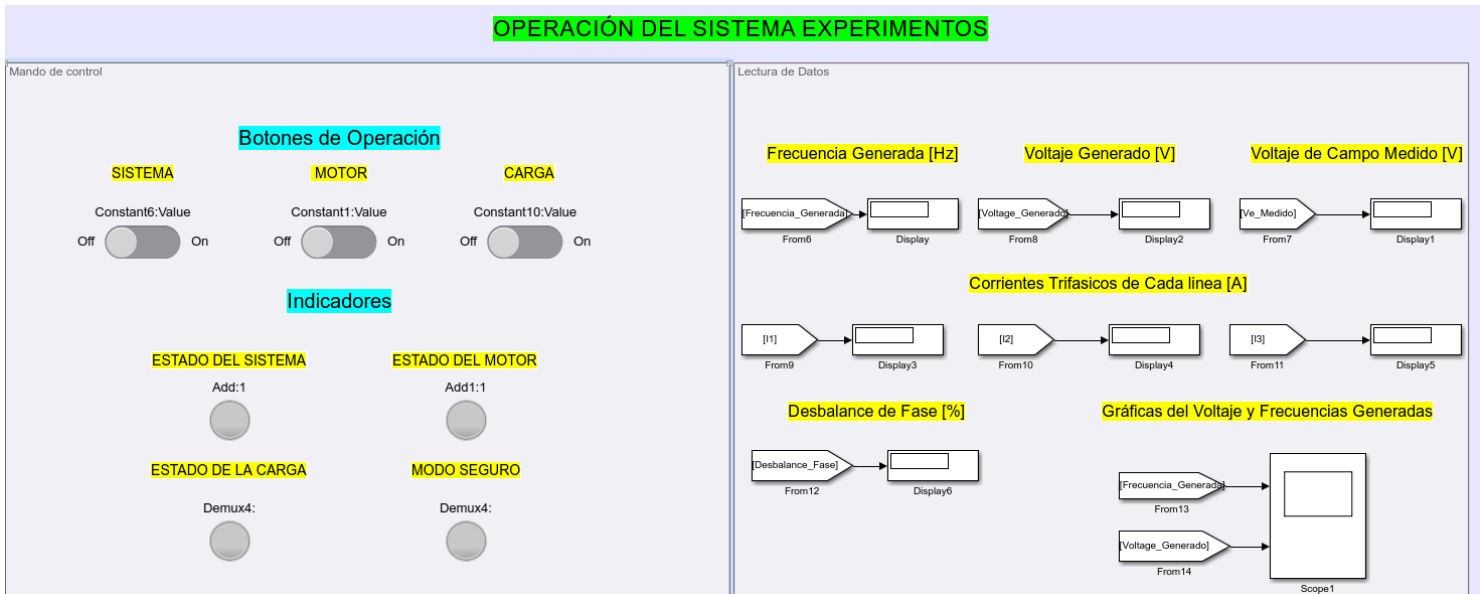 OPERACIÓN DEL SISTEMA EXPERIMENTOS
Mando de control
Botones de Operación
SISTEMA MOTOR CARGA
Constant6:Value Constant1:Value Constant10:Value
Off On Off On Off On
Indicadores
ESTADO DEL SISTEMA ESTADO DEL MOTOR
Add:1 Add1:1
ESTADO DE LA CARGA MODO SEGURO
Demux4: Demux4:
Lectura de Datos
Frecuencia Generada [Hz] Voltaje Generado [V] Voltaje de Campo Medido [V]
[Frecuencia_Generada] [Voltage_Generado] [Ve_Medido]
From6 Display From8 Display2 From7 Display1
Corrientes Trifasicos de Cada linea [A]
[I1] [I2] [I3]
From9 Display3 From10 Display4 From11 Display5
Desbalance de Fase [%] Gráficas del Voltaje y Frecuencias Generadas
[Desbalance_Fase]
From12 Display6
[Frecuencia_Generada]
From13
[Voltage_Generado]
From14
Scope1